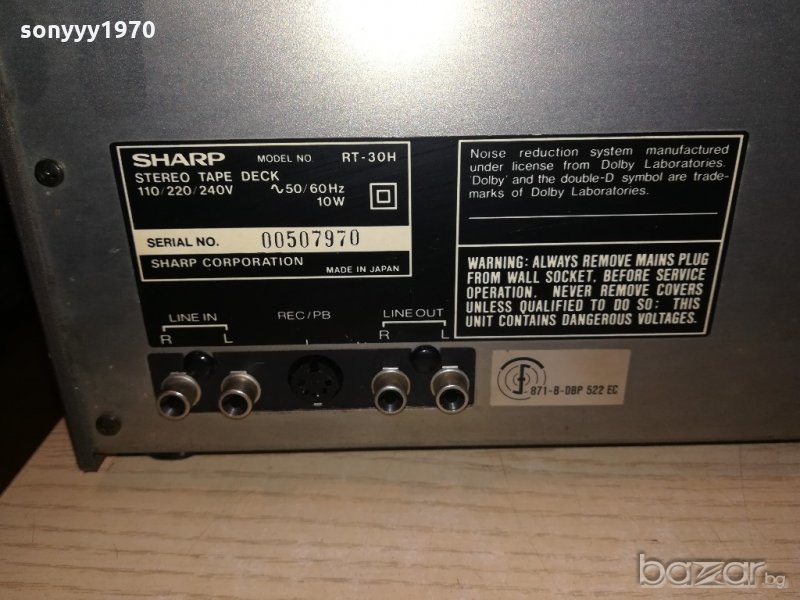 sonyyy1970
SHARP MODEL NO. RT-30H
STEREO TAPE DECK
110/220/240V ∿50/60Hz
10W
SERIAL NO. 00507970
SHARP CORPORATION MADE IN JAPAN
Noise reduction system manufactured
under license from Dolby Laboratories.
'Dolby' and the double-D symbol are trade-
marks of Dolby Laboratories.
WARNING: ALWAYS REMOVE MAINS PLUG
FROM WALL SOCKET, BEFORE SERVICE
OPERATION. NEVER REMOVE COVERS
UNLESS QUALIFIED TO DO SO: THIS
UNIT CONTAINS DANGEROUS VOLTAGES.
LINE IN REC/PB LINE OUT
R L R L
871-B-DBP 522 EC
bazar.bg